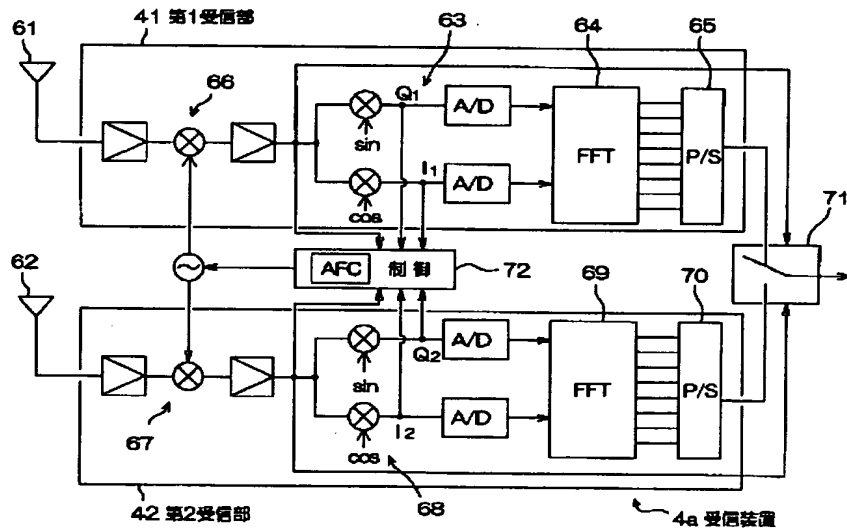 41 第1受信部
61
63
64
65
66
Q1
A/D
sin
I1
A/D
cos
FFT
P/S
71
62
AFC
制御
72
69
70
sin
Q2
A/D
I2
A/D
cos
FFT
P/S
67
68
42 第2受信部
4a 受信装置